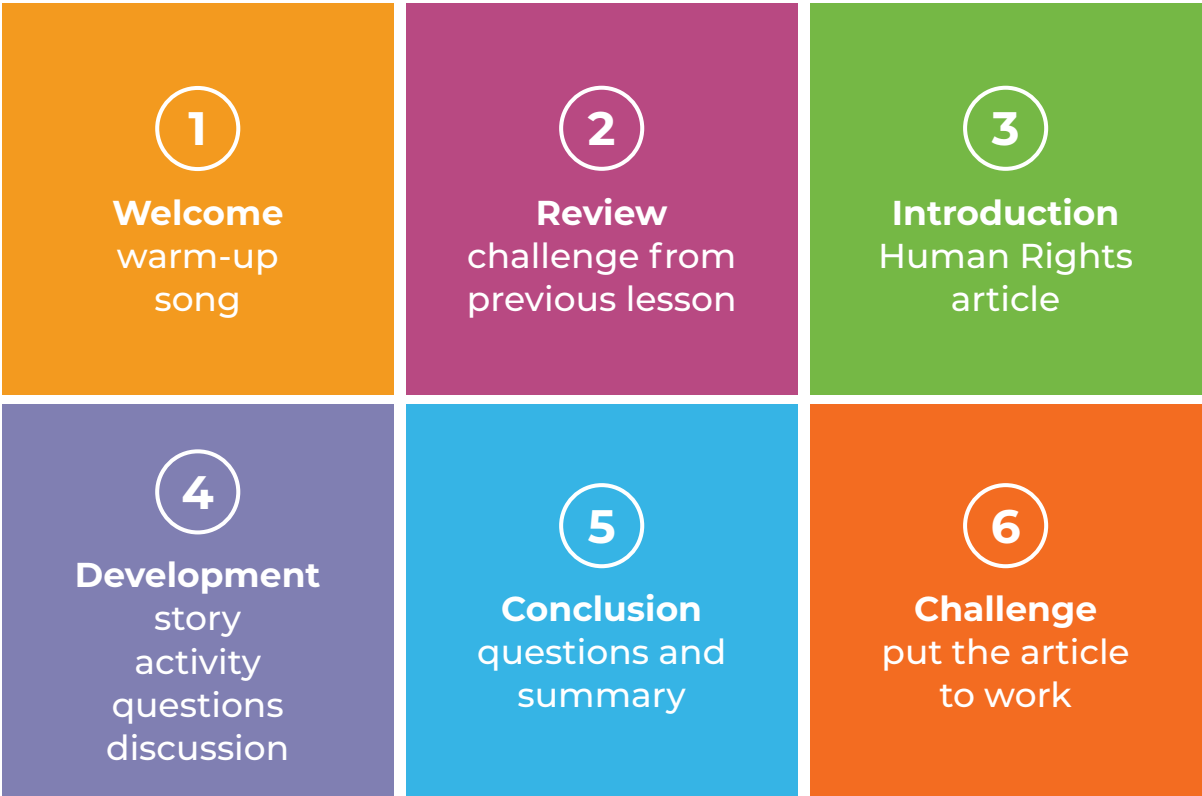 1
Welcome
warm-up
song
2
Review
challenge from
previous lesson
3
Introduction
Human Rights
article
4
Development
story
activity
questions
discussion
5
Conclusion
questions and
summary
6
Challenge
put the article
to work